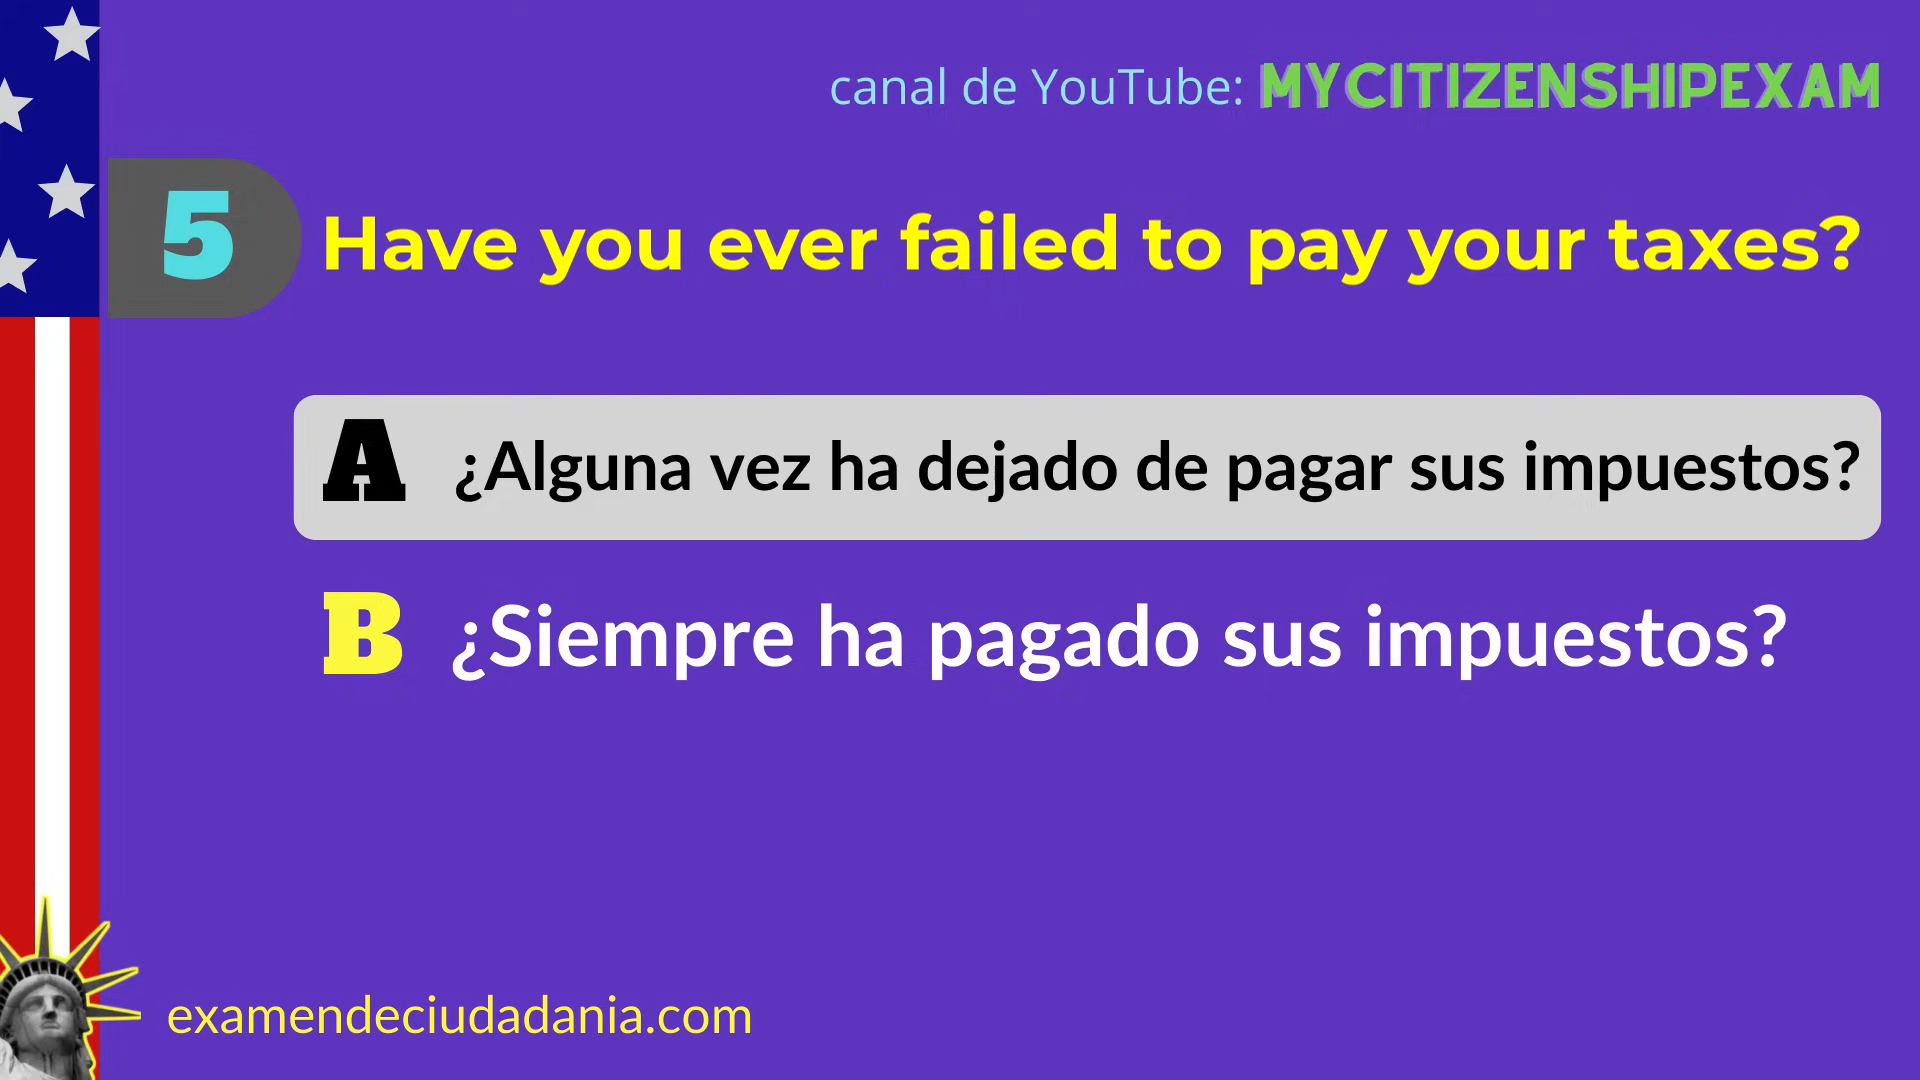 canal de YouTube: MYCITIZENSHIPEXAM
5 Have you ever failed to pay your taxes?
A ¿Alguna vez ha dejado de pagar sus impuestos?
B ¿Siempre ha pagado sus impuestos?
examendeciudadania.com